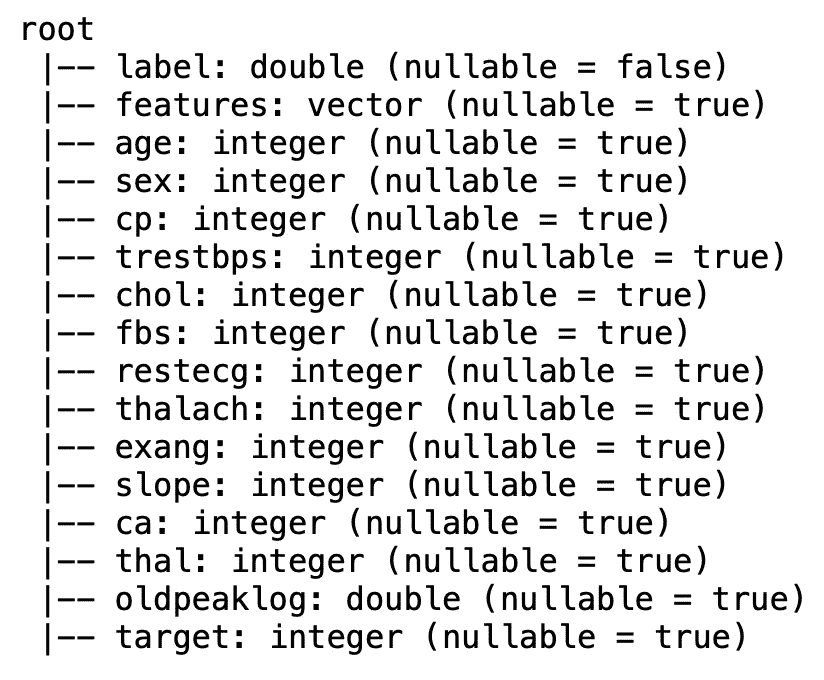 root
 |-- label: double (nullable = false)
 |-- features: vector (nullable = true)
 |-- age: integer (nullable = true)
 |-- sex: integer (nullable = true)
 |-- cp: integer (nullable = true)
 |-- trestbps: integer (nullable = true)
 |-- chol: integer (nullable = true)
 |-- fbs: integer (nullable = true)
 |-- restecg: integer (nullable = true)
 |-- thalach: integer (nullable = true)
 |-- exang: integer (nullable = true)
 |-- slope: integer (nullable = true)
 |-- ca: integer (nullable = true)
 |-- thal: integer (nullable = true)
 |-- oldpeaklog: double (nullable = true)
 |-- target: integer (nullable = true)